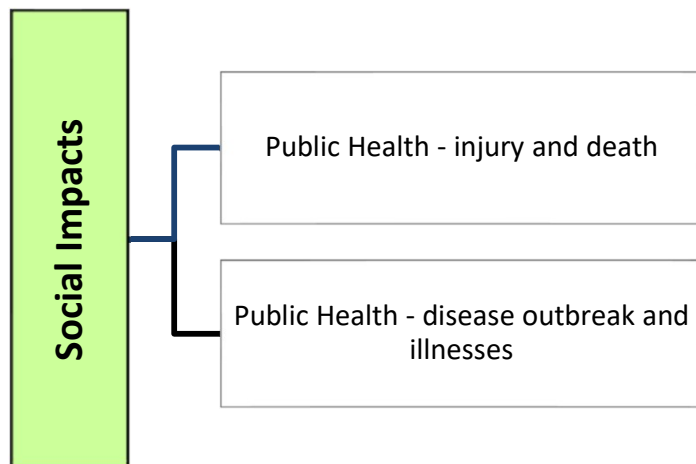 Social Impacts
Public Health - injury and death
Public Health - disease outbreak and
illnesses